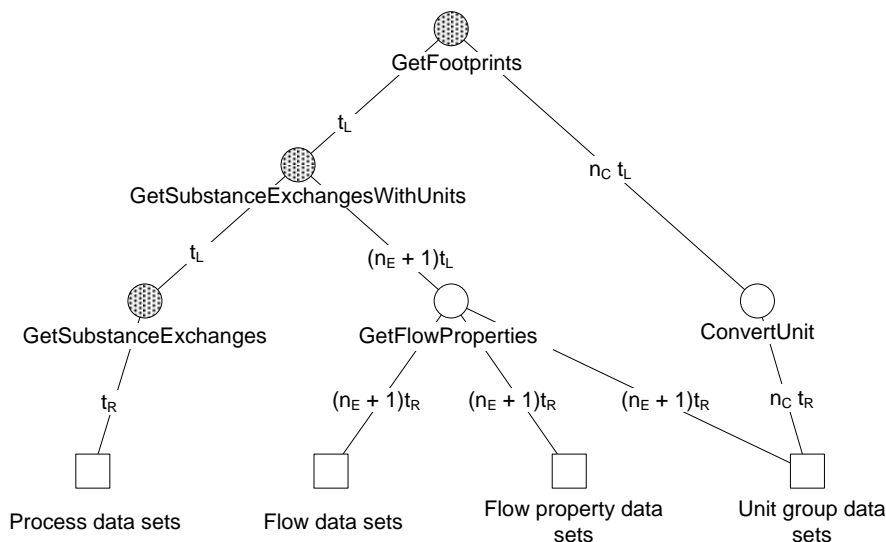 GetFootprints
t_L
n_C t_L
GetSubstanceExchangesWithUnits
t_L
(n_E + 1)t_L
GetSubstanceExchanges
GetFlowProperties
ConvertUnit
t_R
(n_E + 1)t_R
(n_E + 1)t_R
(n_E + 1)t_R
n_C t_R
Process data sets
Flow data sets
Flow property data
sets
Unit group data
sets